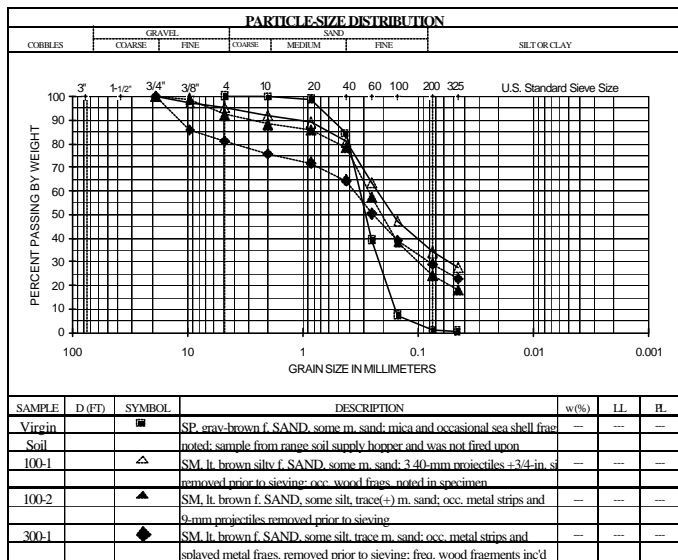 PARTICLE-SIZE DISTRIBUTION
GRAVEL SAND
COBBLES COARSE FINE COARSE MEDIUM FINE SILT OR CLAY
3" 1-1/2" 3/4" 3/8" 4 10 20 40 60 100 200 325 U.S. Standard Sieve Size
PERCENT PASSING BY WEIGHT
100
90
80
70
60
50
40
30
20
10
0
100 10 1 0.1 0.01 0.001
GRAIN SIZE IN MILLIMETERS
SAMPLE D (FT) SYMBOL DESCRIPTION w(%) LL PL
Virgin SP, gray-brown f. SAND, some m. sand; mica and occasional sea shell frag --- --- ---
Soil noted; sample from range soil supply hopper and was not fired upon
100-1 SM, lt. brown silty f. SAND, some m. sand; 3 40-mm projectiles +3/4-in. si --- --- ---
removed prior to sieving; occ. wood frags. noted in specimen
100-2 SM, lt. brown f. SAND, some silt, trace(+) m. sand; occ. metal strips and --- --- ---
9-mm projectiles removed prior to sieving
300-1 SM, lt. brown f. SAND, some silt, trace m. sand; occ. metal strips and --- --- ---
splayed metal frags. removed prior to sieving; freq. wood fragments inc'd